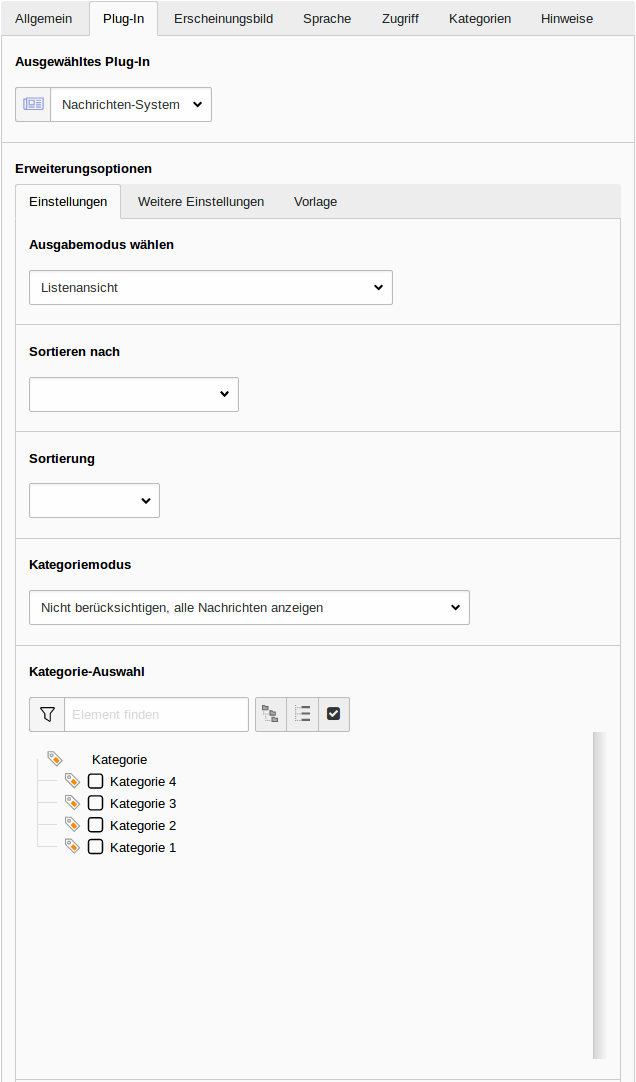 Allgemein Plug-In Erscheinungsbild Sprache Zugriff Kategorien Hinweise
Ausgewähltes Plug-In
Nachrichten-System
Erweiterungsoptionen
Einstellungen Weitere Einstellungen Vorlage
Ausgabemodus wählen
Listenansicht
Sortieren nach
Sortierung
Kategoriemodus
Nicht berücksichtigen, alle Nachrichten anzeigen
Kategorie-Auswahl
Element finden
Kategorie
Kategorie 4
Kategorie 3
Kategorie 2
Kategorie 1